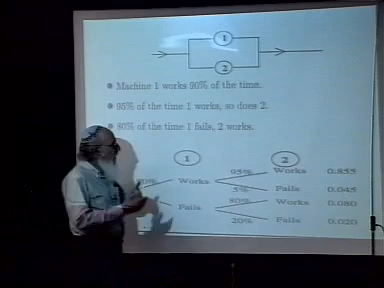 1
2
Machine 1 works 90% of the time.
95% of the time 1 works, so does 2.
80% of the time 1 fails, 2 works.
1 2
95% Works 0.855
Works
5% Fails 0.045
80% Works 0.080
Fails
20% Fails 0.020